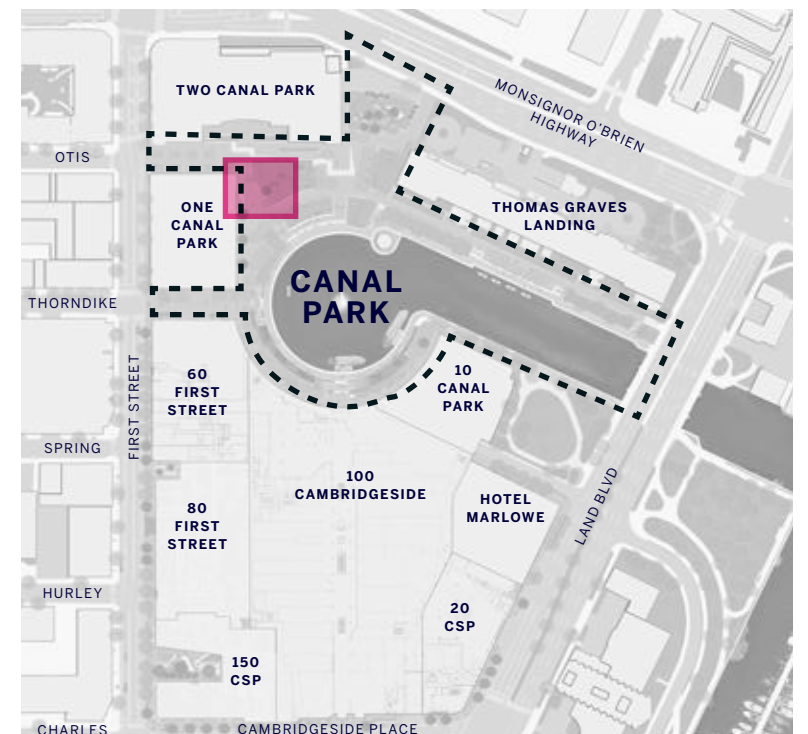 TWO CANAL PARK
MONSIGNOR O'BRIEN
HIGHWAY
OTIS
ONE
CANAL
PARK
THOMAS GRAVES
LANDING
CANAL
PARK
THORNDIKE
60
FIRST
STREET
10
CANAL
PARK
FIRST STREET
SPRING
100
CAMBRIDGESIDE
HOTEL
MARLOWE
LAND BLVD
80
FIRST
STREET
HURLEY
20
CSP
150
CSP
CHARLES
CAMBRIDGESIDE PLACE